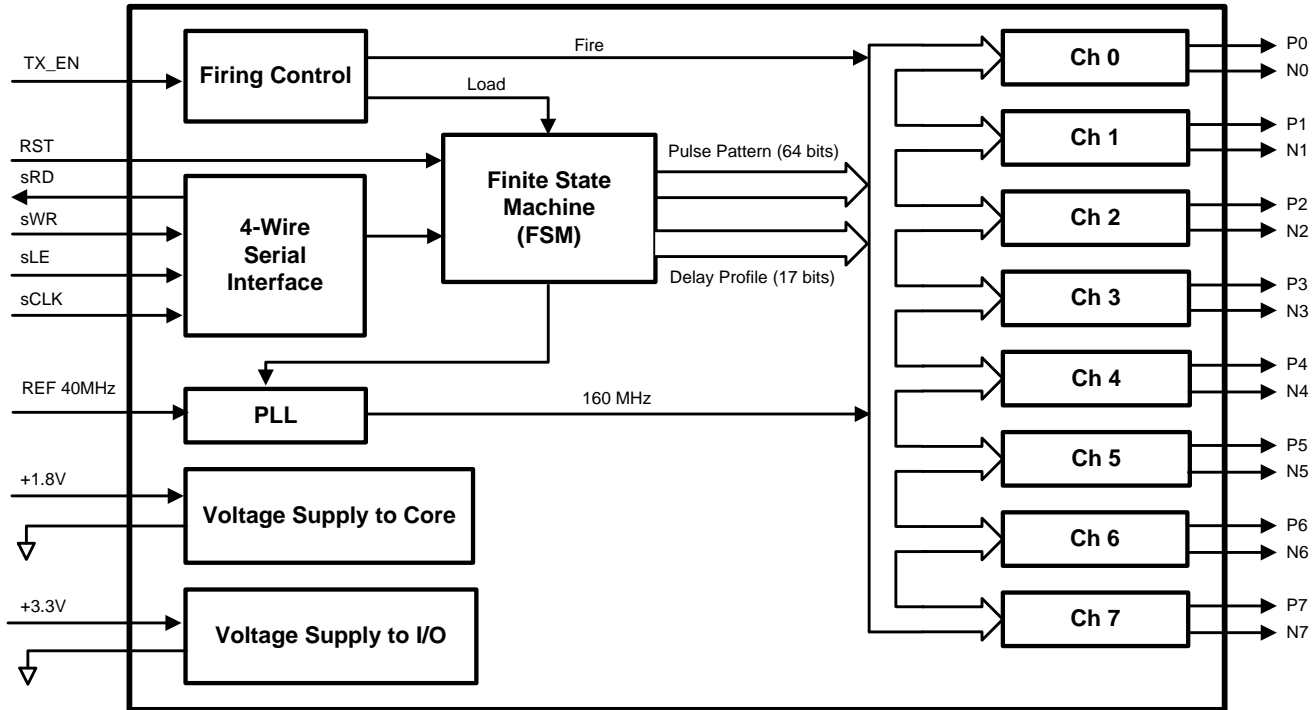 TX_EN
Firing Control
Fire
Load
RST
sRD
sWR
sLE
sCLK
4-Wire
Serial
Interface
Finite State
Machine
(FSM)
Pulse Pattern (64 bits)
Delay Profile (17 bits)
REF 40MHz
PLL
160 MHz
+1.8V
Voltage Supply to Core
+3.3V
Voltage Supply to I/O
Ch 0
P0
N0
Ch 1
P1
N1
Ch 2
P2
N2
Ch 3
P3
N3
Ch 4
P4
N4
Ch 5
P5
N5
Ch 6
P6
N6
Ch 7
P7
N7